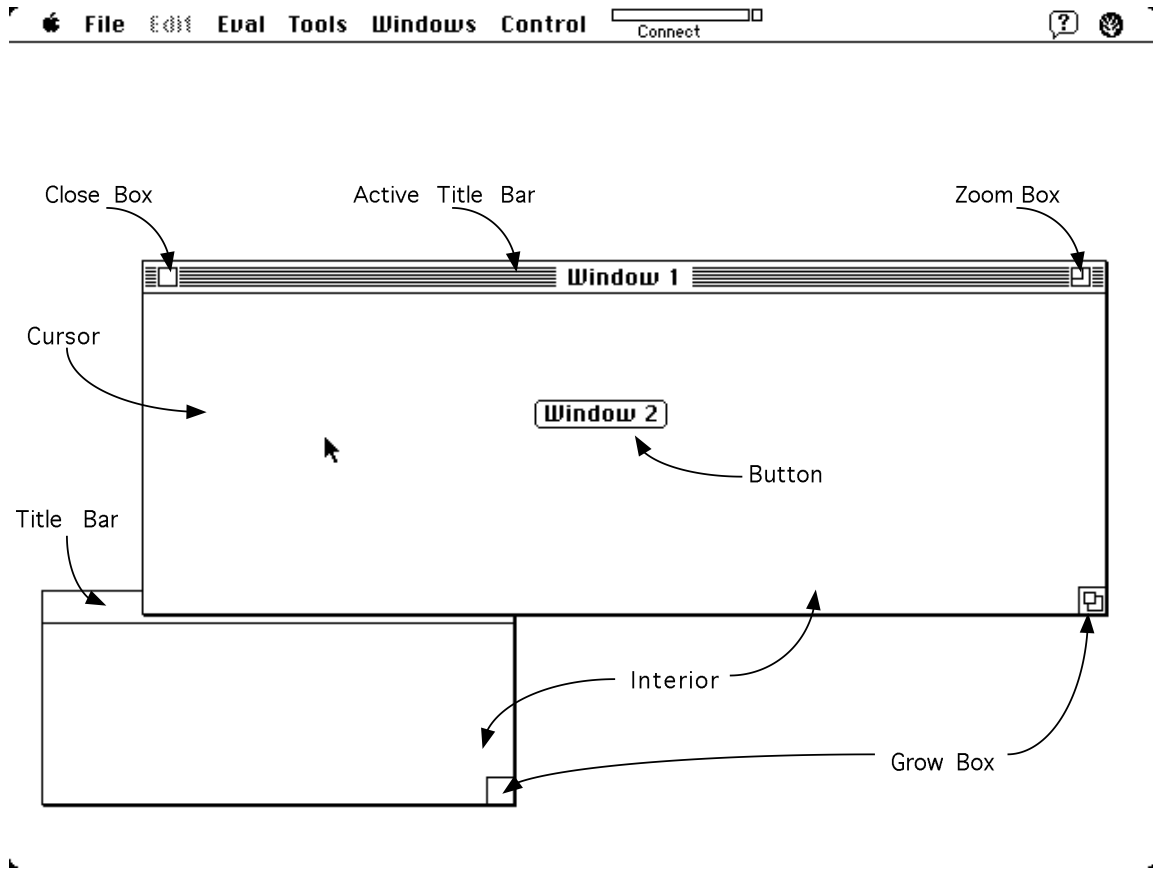 File Edit Eval Tools Windows Control
Connect
?
Close Box
Active Title Bar
Zoom Box
Window 1
Cursor
Window 2
Button
Title Bar
Interior
Grow Box